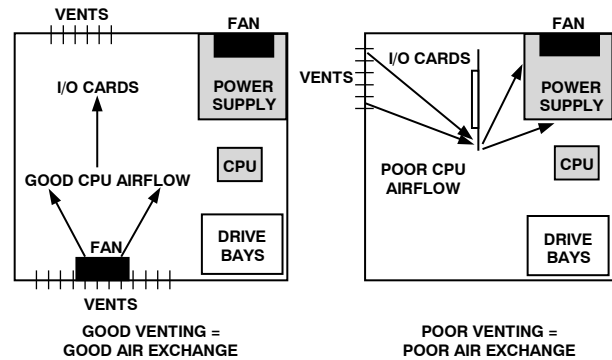 VENTS
FAN
I/O CARDS
POWER
SUPPLY
CPU
GOOD CPU AIRFLOW
FAN
DRIVE
BAYS
VENTS
GOOD VENTING =
GOOD AIR EXCHANGE
FAN
I/O CARDS
VENTS
POWER
SUPPLY
CPU
POOR CPU
AIRFLOW
DRIVE
BAYS
POOR VENTING =
POOR AIR EXCHANGE